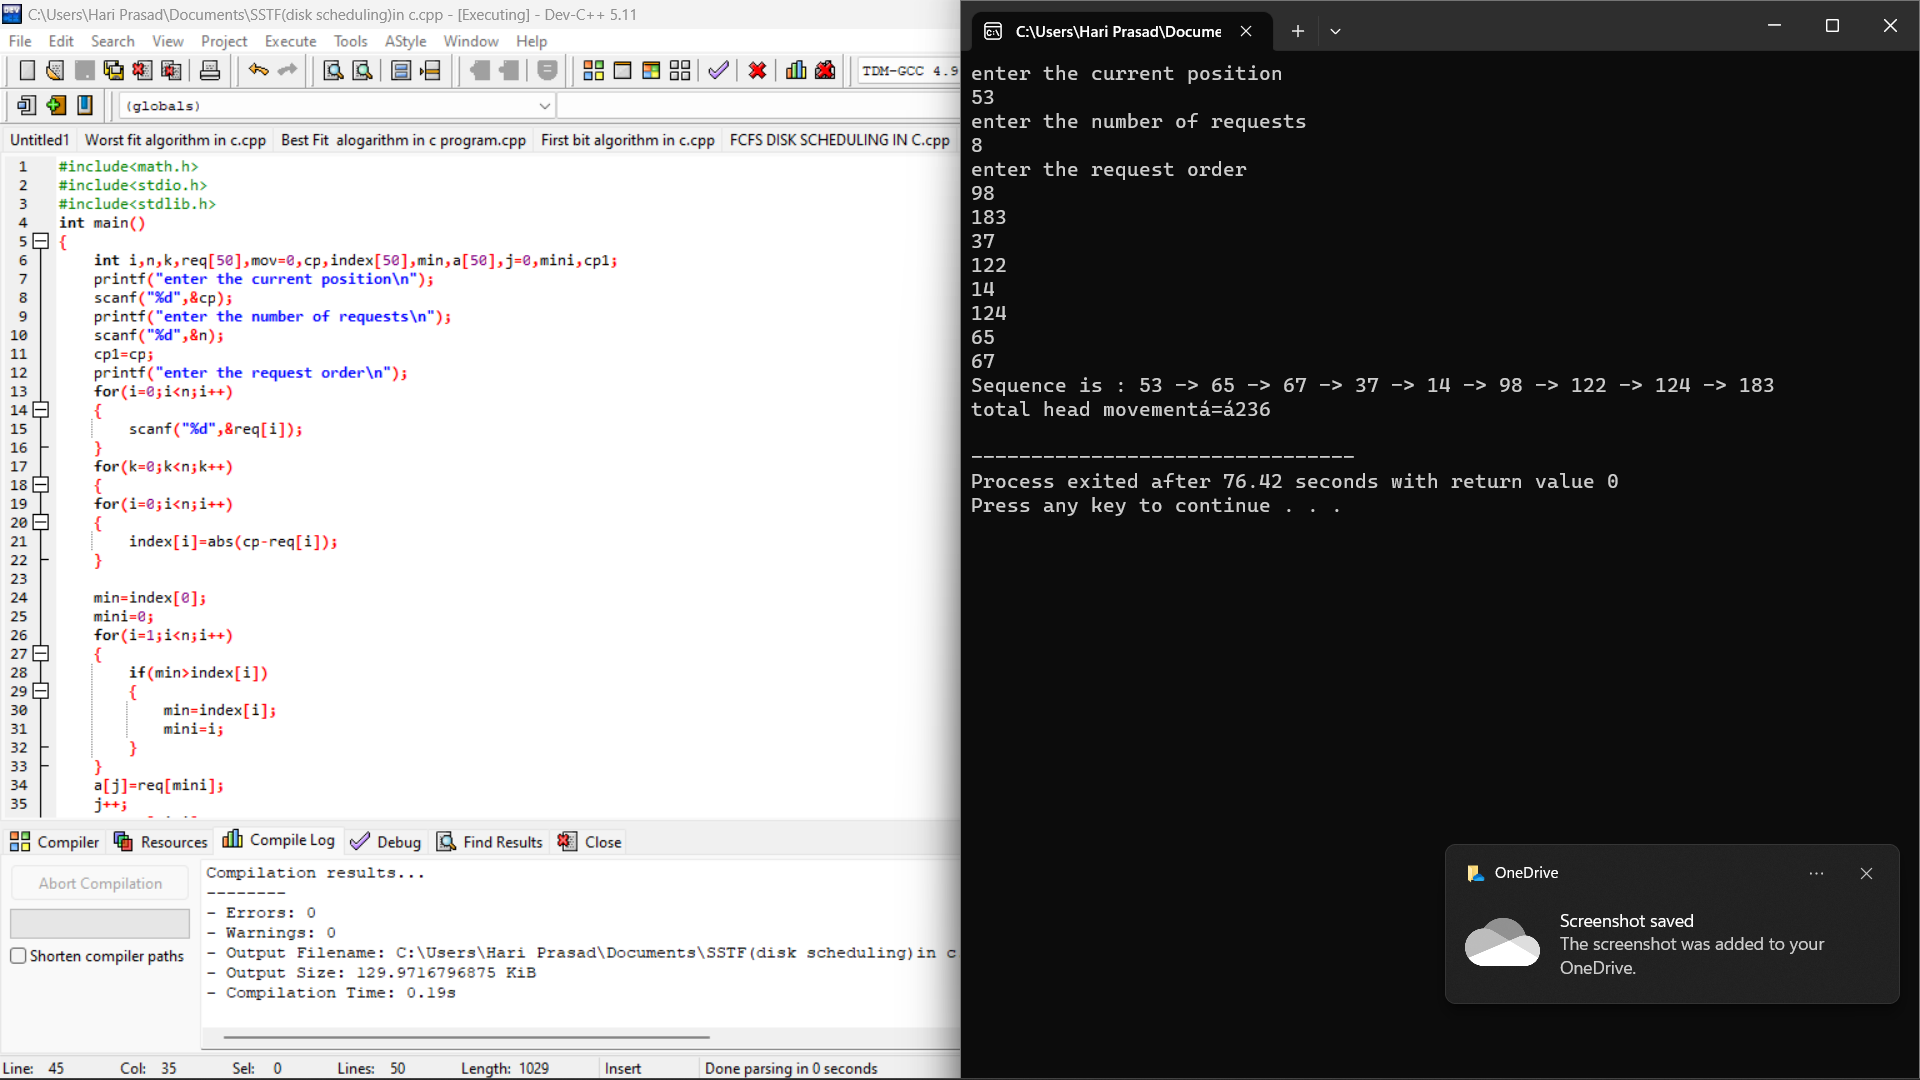 C:\Users\Hari Prasad\Documents\SSTF(disk scheduling)in c.cpp - [Executing] - Dev-C++ 5.11
File Edit Search View Project Execute Tools AStyle Window Help
TDM-GCC 4.9
(globals)
Untitled1 Worst fit algorithm in c.cpp Best Fit alogarithm in c program.cpp First bit algorithm in c.cpp FCFS DISK SCHEDULING IN C.cpp
1 #include<math.h>
2 #include<stdio.h>
3 #include<stdlib.h>
4 int main()
5 {
6 int i,n,k,req[50],mov=0,cp,index[50],min,a[50],j=0,mini,cp1;
7 printf("enter the current position\n");
8 scanf("%d",&cp);
9 printf("enter the number of requests\n");
10 scanf("%d",&n);
11 cp1=cp;
12 printf("enter the request order\n");
13 for(i=0;i<n;i++)
14 {
15 scanf("%d",&req[i]);
16 }
17 for(k=0;k<n;k++)
18 {
19 for(i=0;i<n;i++)
20 {
21 index[i]=abs(cp-req[i]);
22 }
23
24 min=index[0];
25 mini=0;
26 for(i=1;i<n;i++)
27 {
28 if(min>index[i])
29 {
30 min=index[i];
31 mini=i;
32 }
33 }
34 a[j]=req[mini];
35 j++;
Compiler Resources Compile Log Debug Find Results Close
Abort Compilation
Shorten compiler paths
Compilation results...
--------
- Errors: 0
- Warnings: 0
- Output Filename: C:\Users\Hari Prasad\Documents\SSTF(disk scheduling)in c
- Output Size: 129.9716796875 KiB
- Compilation Time: 0.19s
Line: 45 Col: 35 Sel: 0 Lines: 50 Length: 1029 Insert Done parsing in 0 seconds
C:\Users\Hari Prasad\Docume
enter the current position
53
enter the number of requests
8
enter the request order
98
183
37
122
14
124
65
67
Sequence is : 53 -> 65 -> 67 -> 37 -> 14 -> 98 -> 122 -> 124 -> 183
total head movementá=á236
--------------------------------
Process exited after 76.42 seconds with return value 0
Press any key to continue . . .
OneDrive
Screenshot saved
The screenshot was added to your
OneDrive.